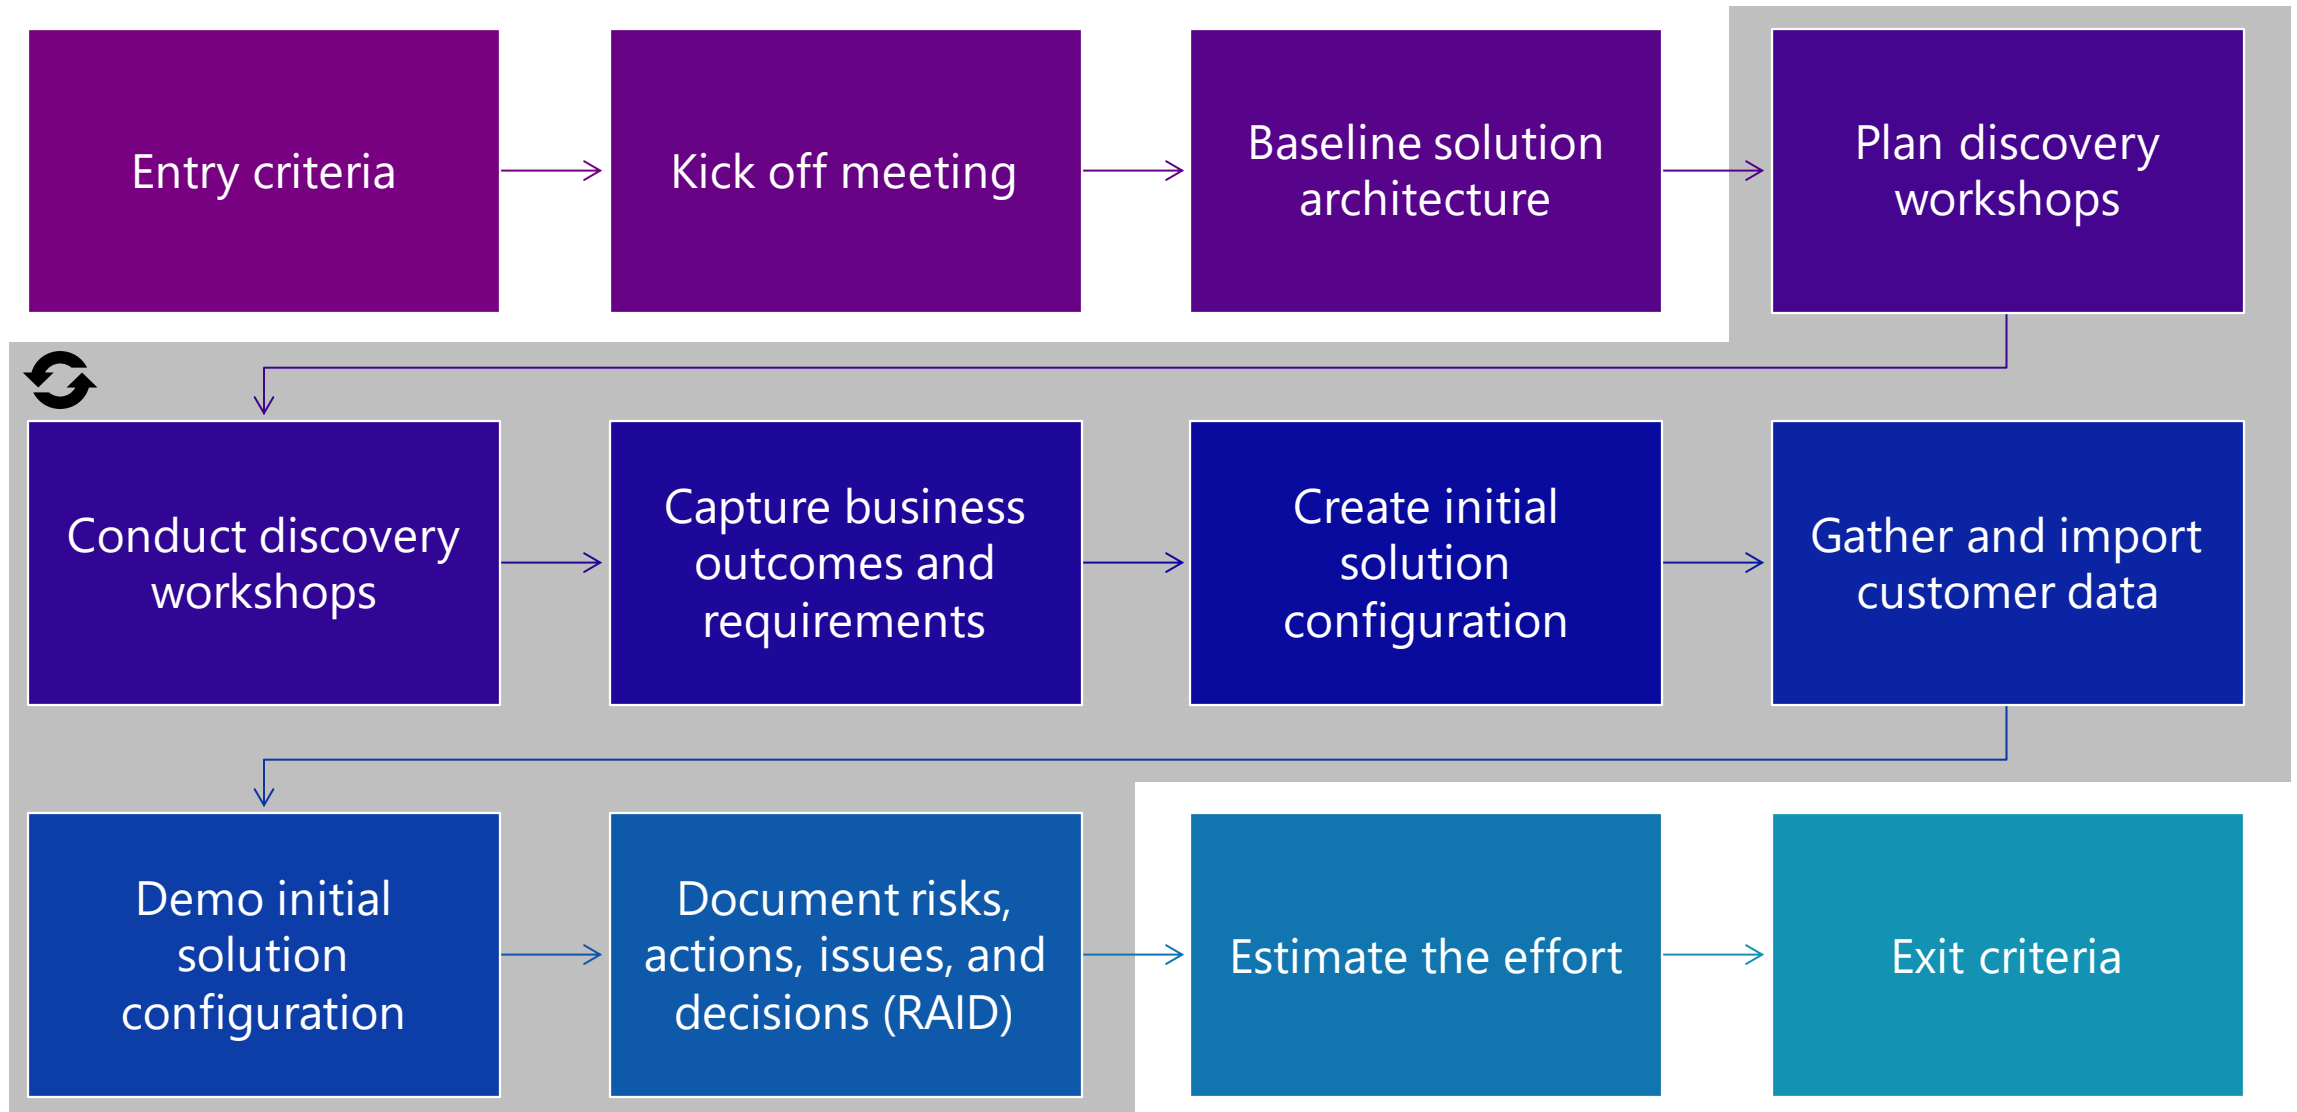 Entry criteria
Kick off meeting
Baseline solution
architecture
Plan discovery
workshops
Conduct discovery
workshops
Capture business
outcomes and
requirements
Create initial
solution
configuration
Gather and import
customer data
Demo initial
solution
configuration
Document risks,
actions, issues, and
decisions (RAID)
Estimate the effort
Exit criteria